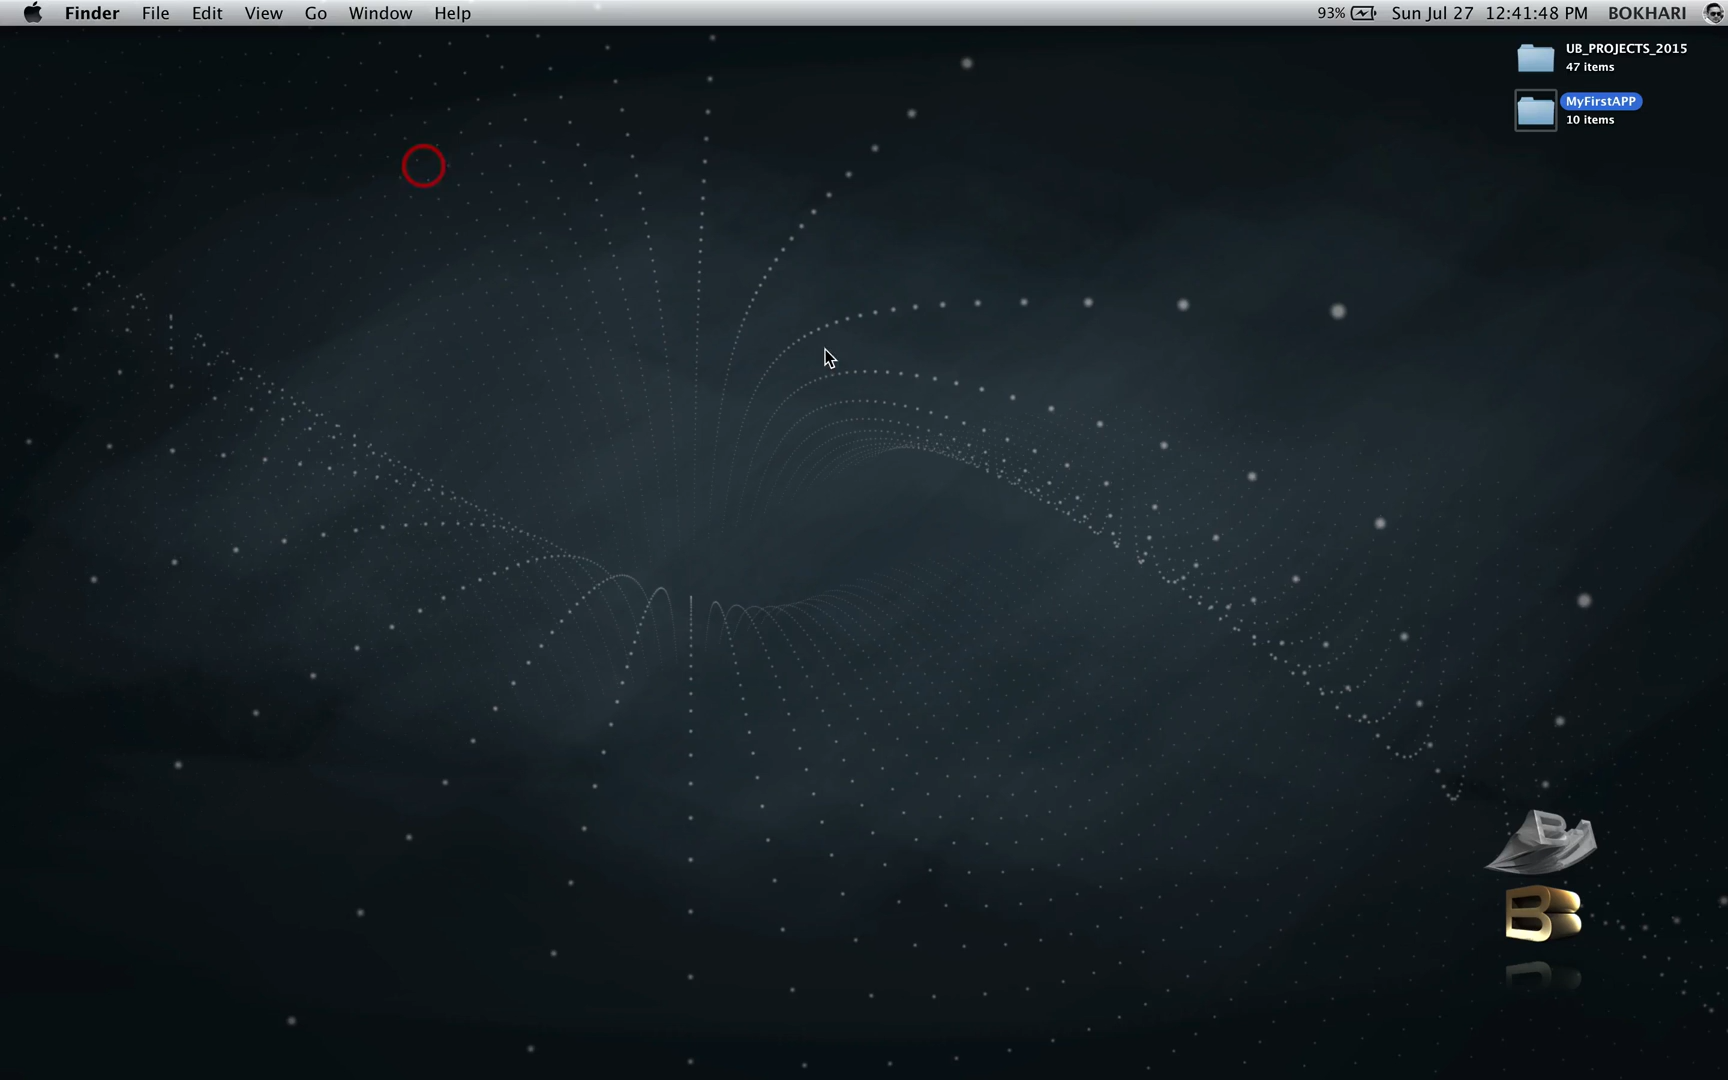 Finder File Edit View Go Window Help 93% Sun Jul 27 12:41:48 PM BOKHARI
UB_PROJECTS_2015
47 items
MyFirstAPP
10 items
B
B